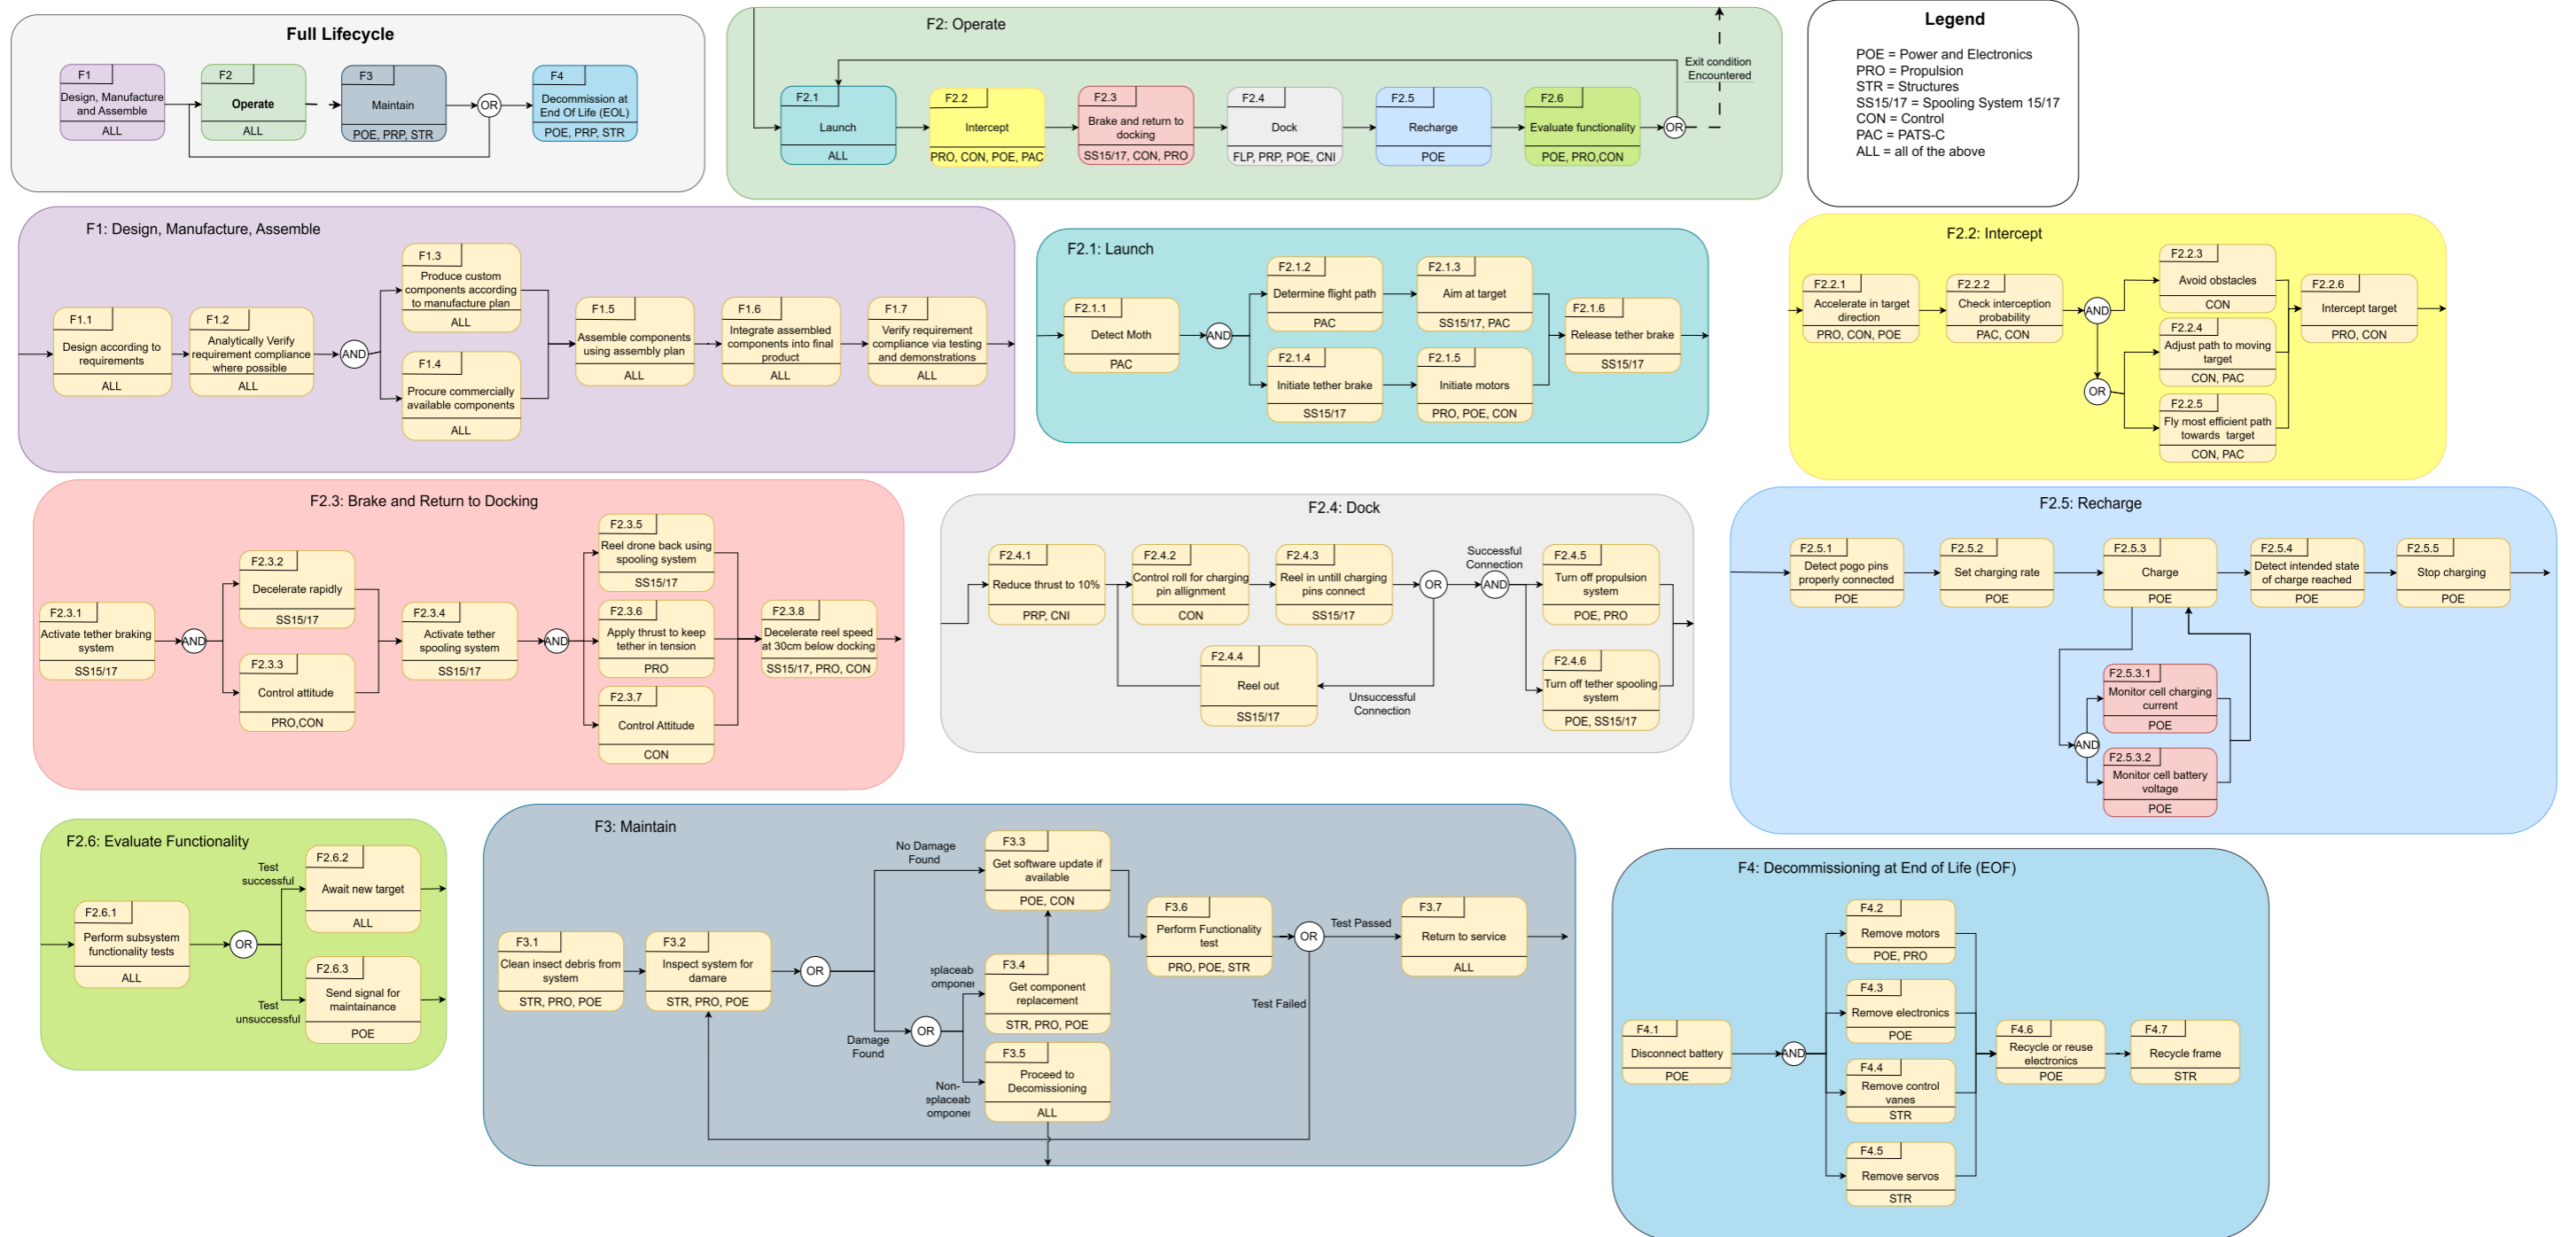 Full Lifecycle
F1
Design, Manufacture
and Assemble
ALL
F2
Operate
ALL
F3
Maintain
POE, PRP, STR
OR
F4
Decommission at
End Of Life (EOL)
POE, PRP, STR
F2: Operate
F2.1
Launch
ALL
F2.2
Intercept
PRO, CON, POE, PAC
F2.3
Brake and return to
docking
SS15/17, CON, PRO
F2.4
Dock
FLP, PRP, POE, CNI
F2.5
Recharge
POE
F2.6
Evaluate functionality
POE, PRO,CON
OR
Exit condition
Encountered
Legend
POE = Power and Electronics
PRO = Propulsion
STR = Structures
SS15/17 = Spooling System 15/17
CON = Control
PAC = PATS-C
ALL = all of the above
F1: Design, Manufacture, Assemble
F1.1
Design according to
requirements
ALL
F1.2
Analytically Verify
requirement compliance
where possible
ALL
AND
F1.3
Produce custom
components according
to manufacture plan
ALL
F1.4
Procure commercially
available components
ALL
F1.5
Assemble components
using assembly plan
ALL
F1.6
Integrate assembled
components into final
product
ALL
F1.7
Verify requirement
compliance via testing
and demonstrations
ALL
F2.1: Launch
F2.1.1
Detect Moth
PAC
AND
F2.1.2
Determine flight path
PAC
F2.1.3
Aim at target
SS15/17, PAC
F2.1.4
Initiate tether brake
SS15/17
F2.1.5
Initiate motors
PRO, POE, CON
F2.1.6
Release tether brake
SS15/17
F2.2: Intercept
F2.2.1
Accelerate in target
direction
PRO, CON, POE
F2.2.2
Check interception
probability
PAC, CON
AND
OR
F2.2.3
Avoid obstacles
CON
F2.2.4
Adjust path to moving
target
CON, PAC
F2.2.5
Fly most efficient path
towards target
CON, PAC
F2.2.6
Intercept target
PRO, CON
F2.3: Brake and Return to Docking
F2.3.1
Activate tether braking
system
SS15/17
AND
F2.3.2
Decelerate rapidly
SS15/17
F2.3.3
Control attitude
PRO,CON
F2.3.4
Activate tether
spooling system
SS15/17
AND
F2.3.5
Reel drone back using
spooling system
SS15/17
F2.3.6
Apply thrust to keep
tether in tension
PRO
F2.3.7
Control Attitude
CON
F2.3.8
Decelerate reel speed
at 30cm below docking
SS15/17, PRO, CON
F2.4: Dock
F2.4.1
Reduce thrust to 10%
PRP, CNI
F2.4.2
Control roll for charging
pin allignment
CON
F2.4.3
Reel in untill charging
pins connect
SS15/17
OR
Successful
Connection
AND
F2.4.4
Reel out
SS15/17
Unsuccessful
Connection
F2.4.5
Turn off propulsion
system
POE, PRO
F2.4.6
Turn off tether spooling
system
POE, SS15/17
F2.5: Recharge
F2.5.1
Detect pogo pins
properly connected
POE
F2.5.2
Set charging rate
POE
F2.5.3
Charge
POE
F2.5.4
Detect intended state
of charge reached
POE
F2.5.5
Stop charging
POE
AND
F2.5.3.1
Monitor cell charging
current
POE
F2.5.3.2
Monitor cell battery
voltage
POE
F2.6: Evaluate Functionality
F2.6.1
Perform subsystem
functionality tests
ALL
OR
Test
successful
F2.6.2
Await new target
ALL
Test
unsuccessful
F2.6.3
Send signal for
maintainance
POE
F3: Maintain
F3.1
Clean insect debris from
system
STR, PRO, POE
F3.2
Inspect system for
damare
STR, PRO, POE
OR
No Damage
Found
Damage
Found
OR
F3.3
Get software update if
available
POE, CON
eplaceab
omponer
F3.4
Get component
replacement
STR, PRO, POE
Non-
eplaceab
omponer
F3.5
Proceed to
Decomissioning
ALL
F3.6
Perform Functionality
test
PRO, POE, STR
OR
Test Passed
Test Failed
F3.7
Return to service
ALL
F4: Decommissioning at End of Life (EOF)
F4.1
Disconnect battery
POE
AND
F4.2
Remove motors
POE, PRO
F4.3
Remove electronics
POE
F4.4
Remove control
vanes
STR
F4.5
Remove servos
STR
F4.6
Recycle or reuse
electronics
POE
F4.7
Recycle frame
STR